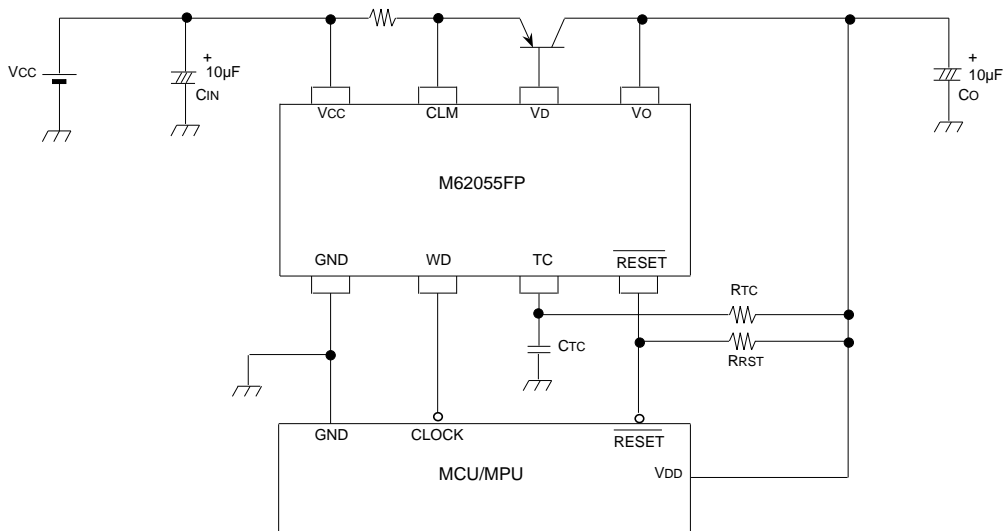 +
10µF
CIN
VCC
+
10µF
CO
VCC
CLM
VD
VO
M62055FP
GND
WD
TC
RESET
RTC
CTC
RRST
GND
CLOCK
RESET
VDD
MCU/MPU